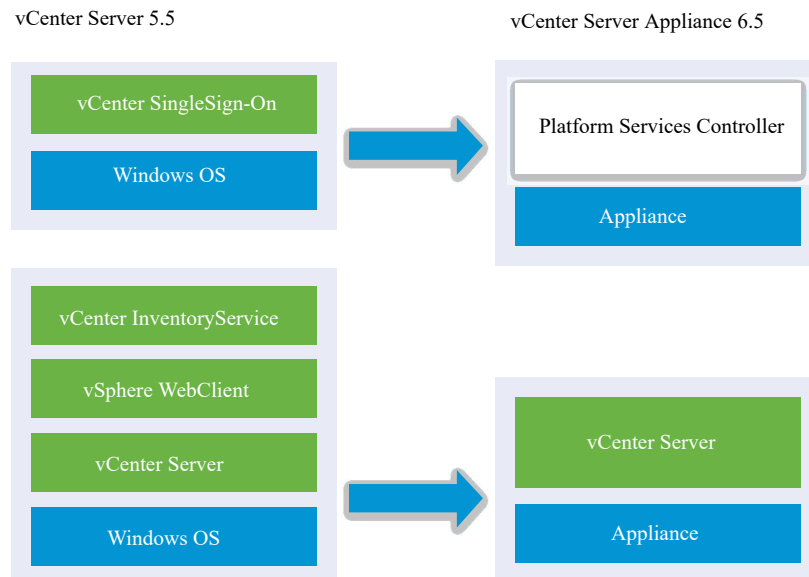 vCenter Server 5.5
vCenter Server Appliance 6.5
vCenter SingleSign-On
Windows OS
Platform Services Controller
Appliance
vCenter InventoryService
vSphere WebClient
vCenter Server
Windows OS
vCenter Server
Appliance